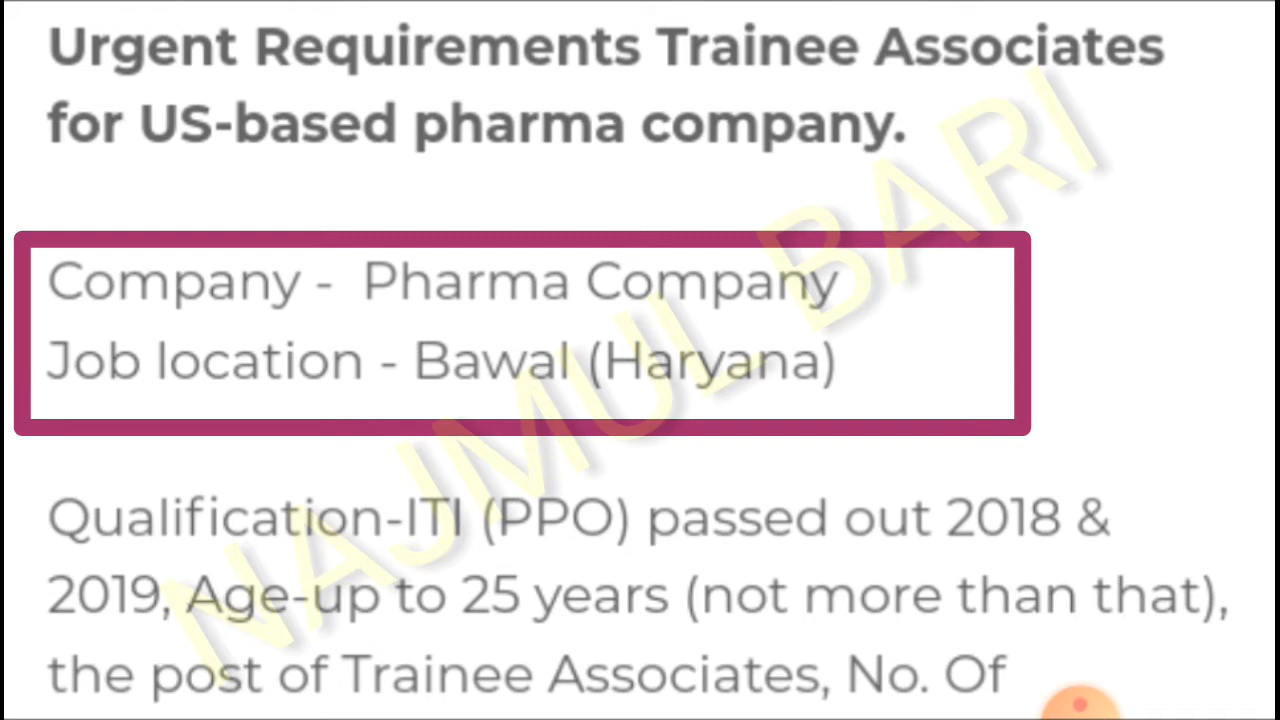 Urgent Requirements Trainee Associates
for US-based pharma company.
Company - Pharma Company
Job location - Bawal (Haryana)
Qualification-ITI (PPO) passed out 2018 &
2019, Age-up to 25 years (not more than that),
the post of Trainee Associates, No. Of
NAJMUL BARI